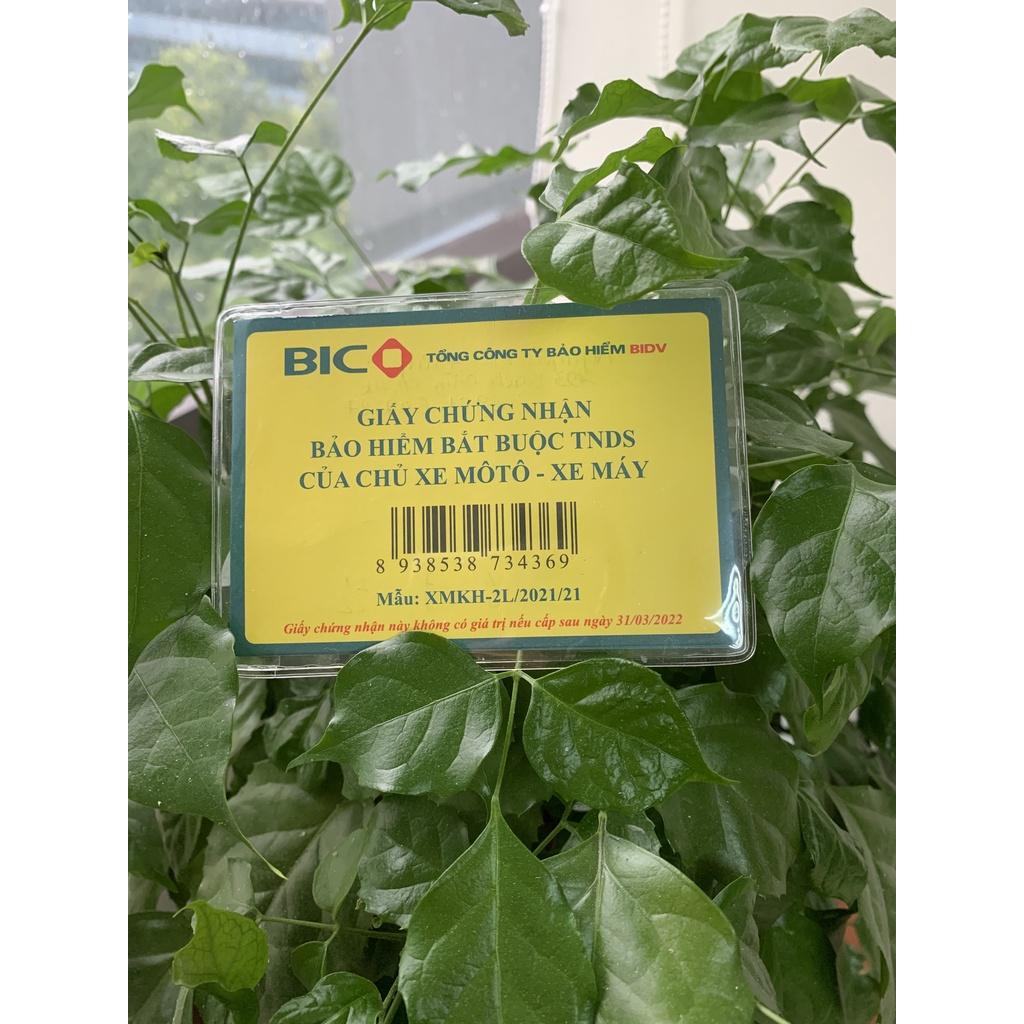 BIC TỔNG CÔNG TY BẢO HIỂM BIDV
GIẤY CHỨNG NHẬN
BẢO HIỂM BẮT BUỘC TNDS
CỦA CHỦ XE MÔTÔ - XE MÁY
8 938538 734369
Mẫu: XMKH-2L/2021/21
Giấy chứng nhận này không có giá trị nếu cấp sau ngày 31/03/2022